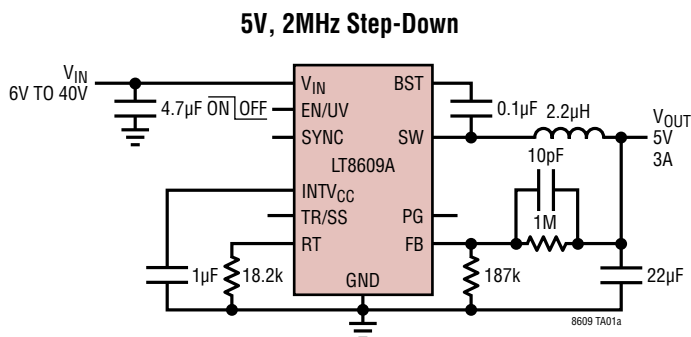 5V, 2MHz Step-Down
VIN
6V TO 40V
4.7µF
ON OFF
VIN
EN/UV
SYNC
LT8609A
INTVCC
TR/SS
RT
GND
BST
SW
PG
FB
0.1µF
2.2µH
VOUT
5V
3A
10pF
1M
1µF
18.2k
187k
22µF
8609 TA01a